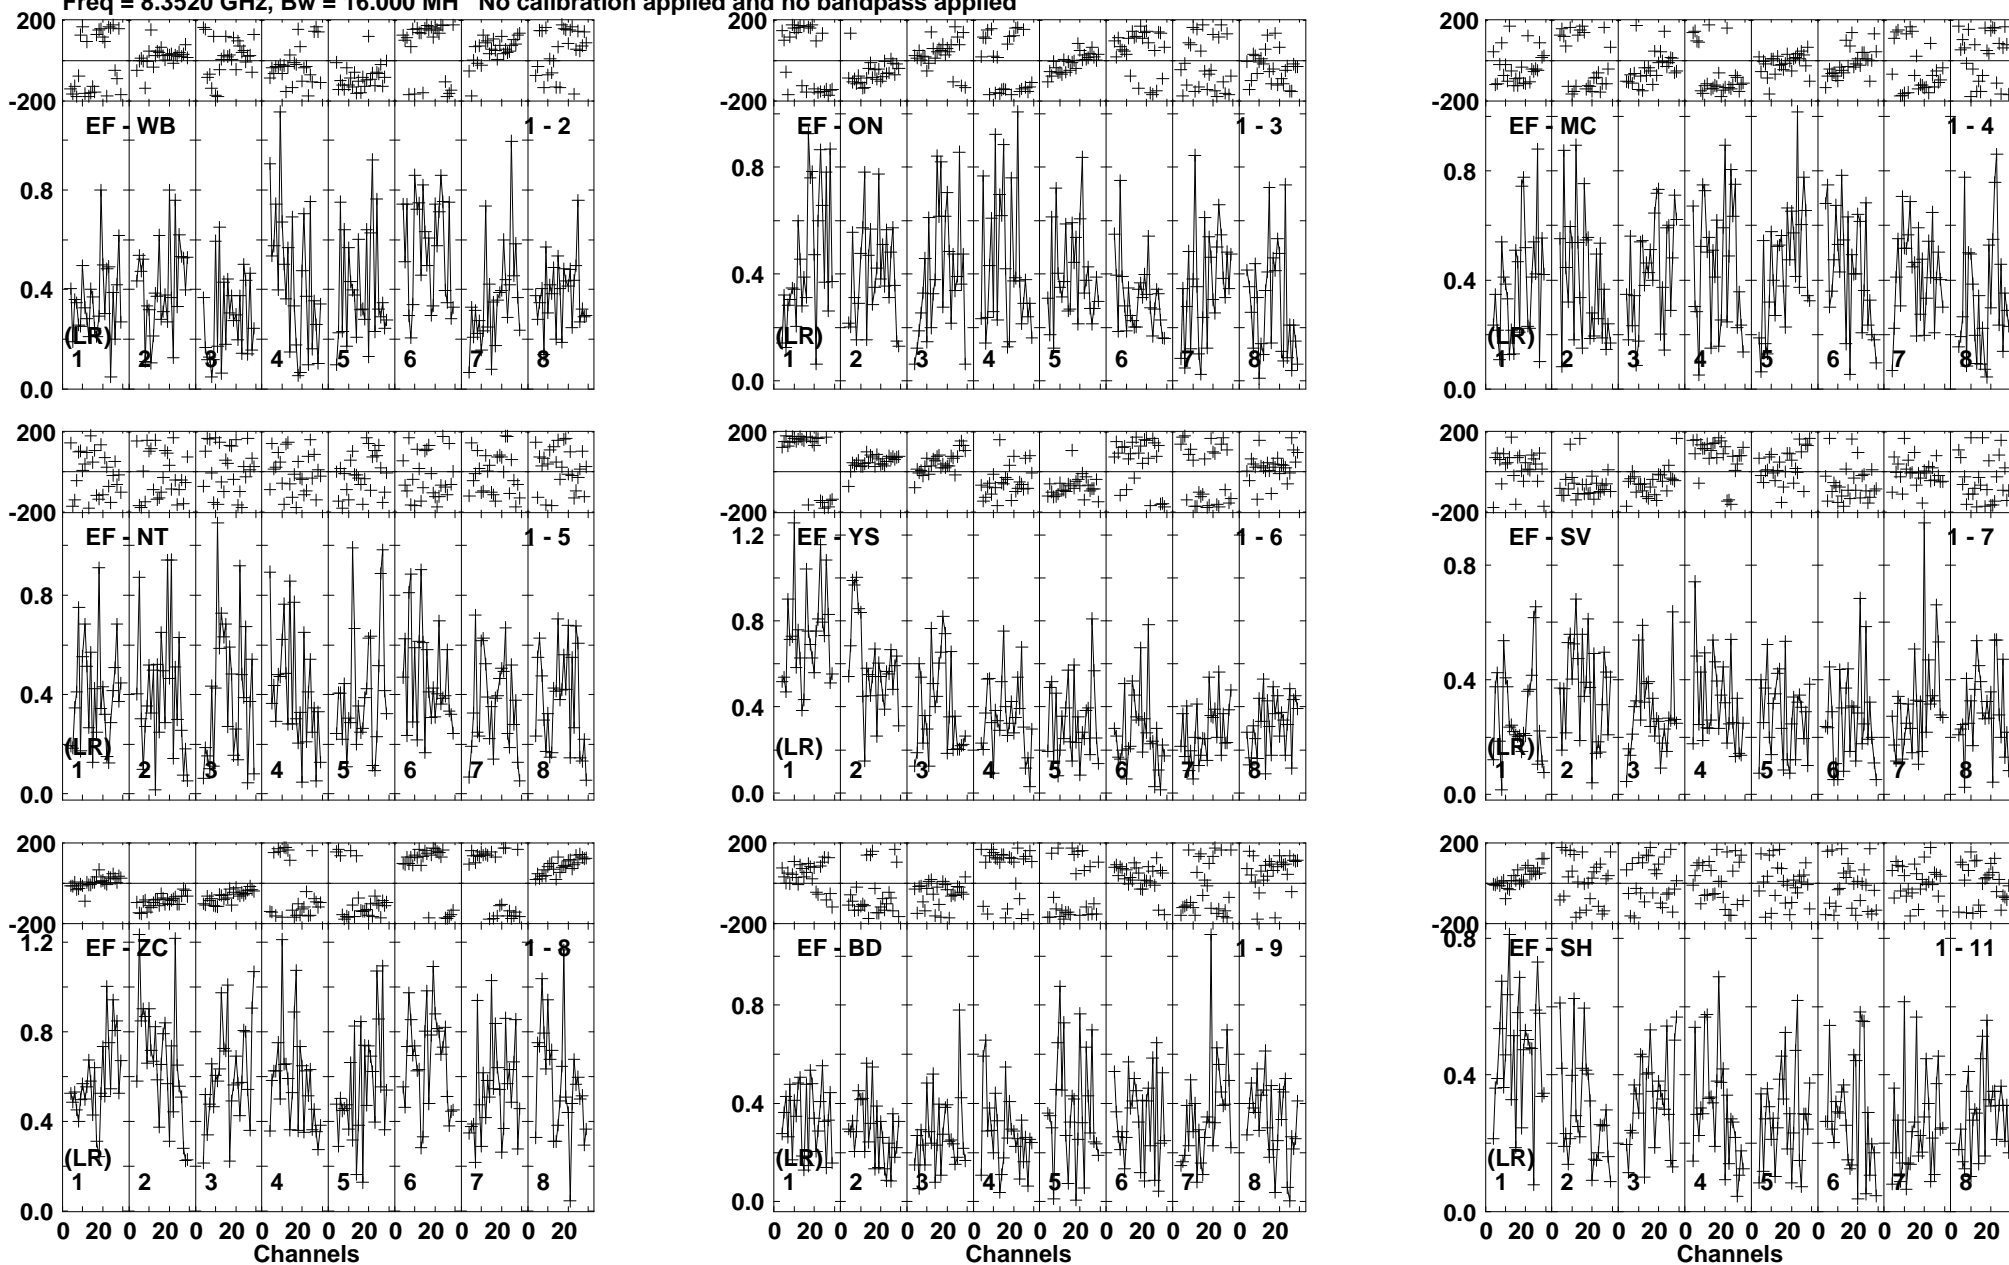 Freq = 8.3520 GHz, Bw = 16.000 MH No calibration applied and no bandpass applied
200
-200
EF - WB 1 - 2
0.8
0.4
0.0
(LR)
1 2 3 4 5 6 7 8
200
-200
EF - ON 1 - 3
0.8
0.4
0.0
(LR)
1 2 3 4 5 6 7 8
200
-200
EF - MC 1 - 4
0.8
0.4
0.0
(LR)
1 2 3 4 5 6 7 8
200
-200
EF - NT 1 - 5
0.8
0.4
0.0
(LR)
1 2 3 4 5 6 7 8
200
-200
EF - YS 1 - 6
1.2
0.8
0.4
0.0
(LR)
1 2 3 4 5 6 7 8
200
-200
EF - SV 1 - 7
0.8
0.4
0.0
(LR)
1 2 3 4 5 6 7 8
200
-200
EF - ZC 1 - 8
1.2
0.8
0.4
0.0
(LR)
1 2 3 4 5 6 7 8
0 20 0 20 0 20 0 20 0 20 0 20 0 20 0 20
Channels
200
-200
EF - BD 1 - 9
0.8
0.4
0.0
(LR)
1 2 3 4 5 6 7 8
0 20 0 20 0 20 0 20 0 20 0 20 0 20 0 20
Channels
200
-200
EF - SH 1 - 11
0.8
0.4
0.0
(LR)
1 2 3 4 5 6 7 8
0 20 0 20 0 20 0 20 0 20 0 20 0 20 0 20
Channels